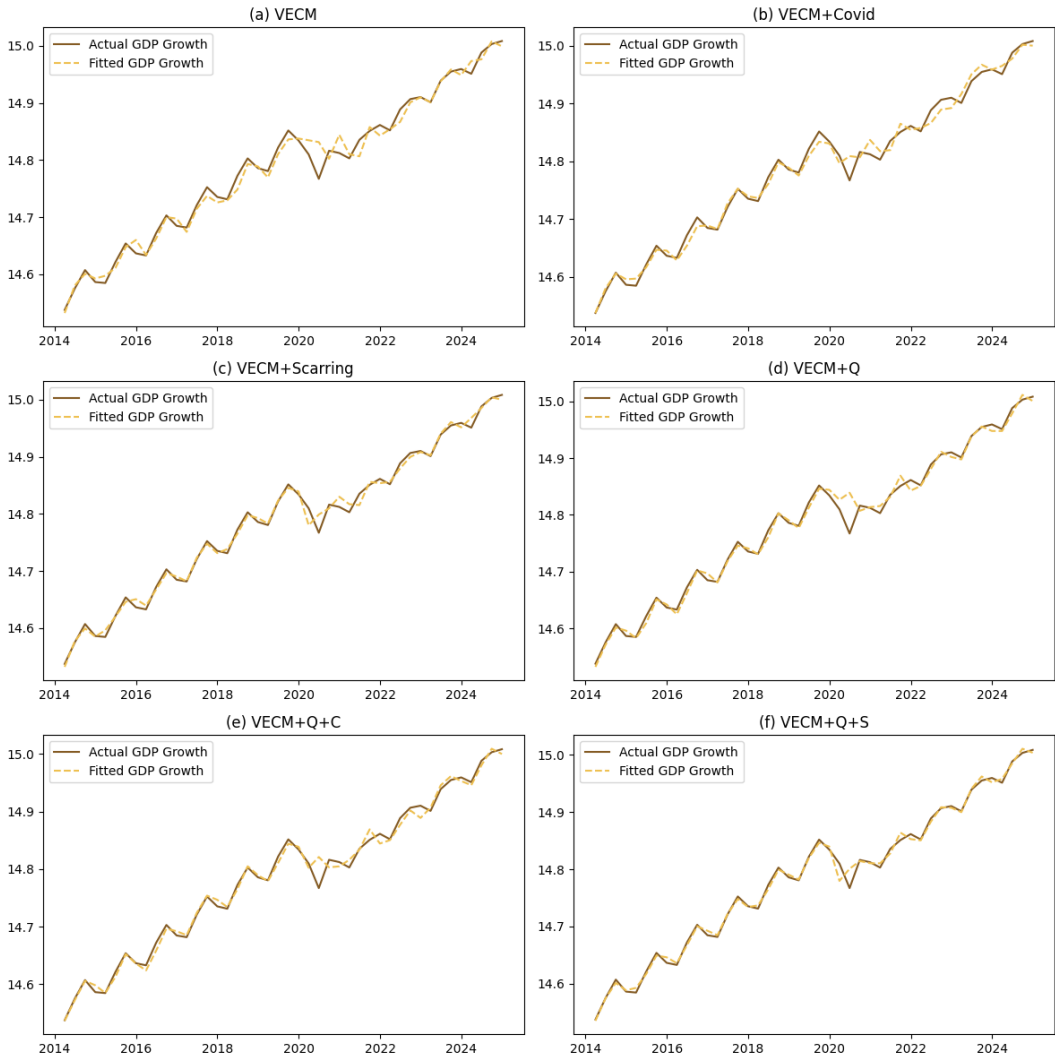 (a) VECM
Actual GDP Growth
Fitted GDP Growth
15.0
14.9
14.8
14.7
14.6
2014 2016 2018 2020 2022 2024
(b) VECM+Covid
Actual GDP Growth
Fitted GDP Growth
15.0
14.9
14.8
14.7
14.6
2014 2016 2018 2020 2022 2024
(c) VECM+Scarring
Actual GDP Growth
Fitted GDP Growth
15.0
14.9
14.8
14.7
14.6
2014 2016 2018 2020 2022 2024
(d) VECM+Q
Actual GDP Growth
Fitted GDP Growth
15.0
14.9
14.8
14.7
14.6
2014 2016 2018 2020 2022 2024
(e) VECM+Q+C
Actual GDP Growth
Fitted GDP Growth
15.0
14.9
14.8
14.7
14.6
2014 2016 2018 2020 2022 2024
(f) VECM+Q+S
Actual GDP Growth
Fitted GDP Growth
15.0
14.9
14.8
14.7
14.6
2014 2016 2018 2020 2022 2024